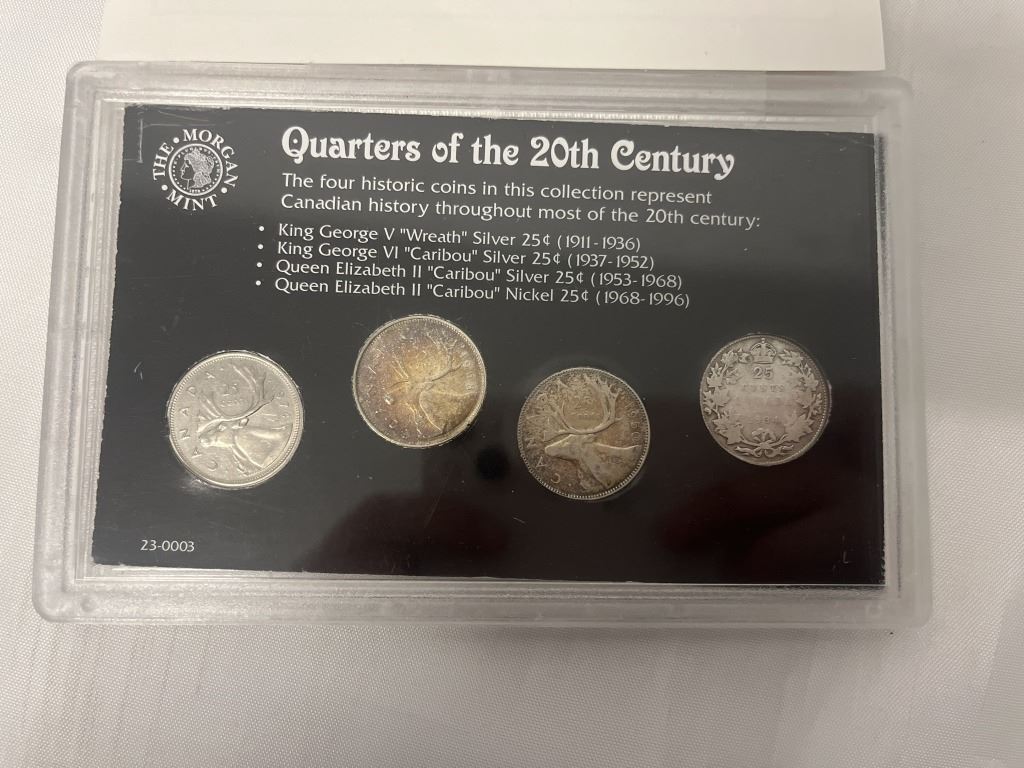 THE MORGAN MINT
Quarters of the 20th Century
The four historic coins in this collection represent
Canadian history throughout most of the 20th century:
• King George V "Wreath" Silver 25¢ (1911-1936)
• King George VI "Caribou" Silver 25¢ (1937-1952)
• Queen Elizabeth II "Caribou" Silver 25¢ (1953-1968)
• Queen Elizabeth II "Caribou" Nickel 25¢ (1968-1996)
CANADA
25
CENTS
23-0003